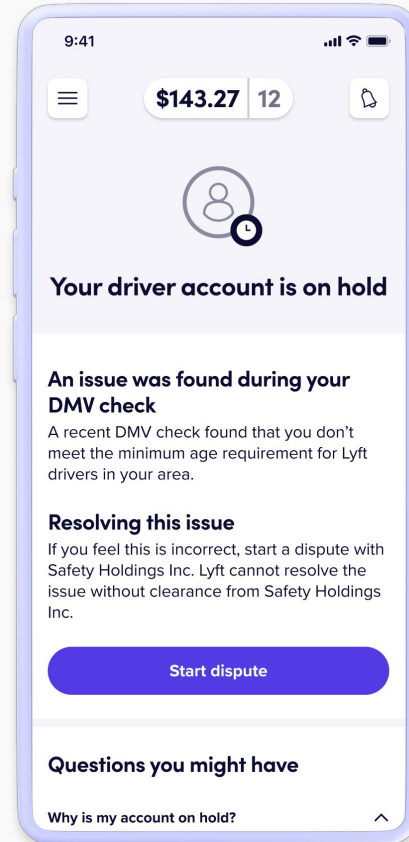 9:41
$143.27 12
Your driver account is on hold
An issue was found during your
DMV check
A recent DMV check found that you don't
meet the minimum age requirement for Lyft
drivers in your area.
Resolving this issue
If you feel this is incorrect, start a dispute with
Safety Holdings Inc. Lyft cannot resolve the
issue without clearance from Safety Holdings
Inc.
Start dispute
Questions you might have
Why is my account on hold?